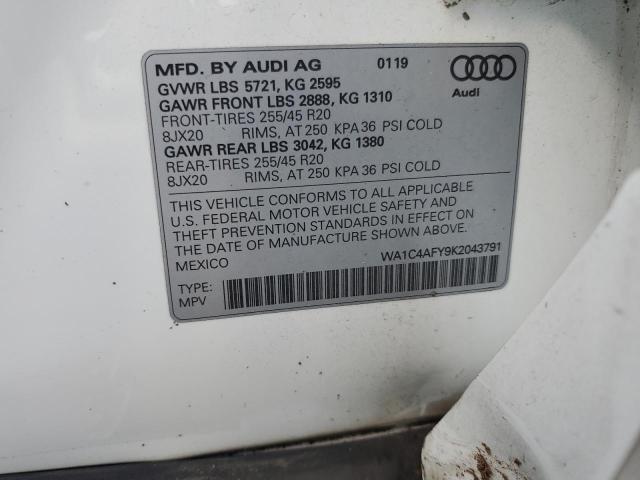 MFD. BY AUDI AG 0119
GVWR LBS 5721, KG 2595
GAWR FRONT LBS 2888, KG 1310
FRONT-TIRES 255/45 R20
8JX20 RIMS, AT 250 KPA 36 PSI COLD
GAWR REAR LBS 3042, KG 1380
REAR-TIRES 255/45 R20
8JX20 RIMS, AT 250 KPA 36 PSI COLD
Audi
THIS VEHICLE CONFORMS TO ALL APPLICABLE
U.S. FEDERAL MOTOR VEHICLE SAFETY AND
THEFT PREVENTION STANDARDS IN EFFECT ON
THE DATE OF MANUFACTURE SHOWN ABOVE.
MEXICO
WA1C4AFY9K2043791
TYPE:
MPV